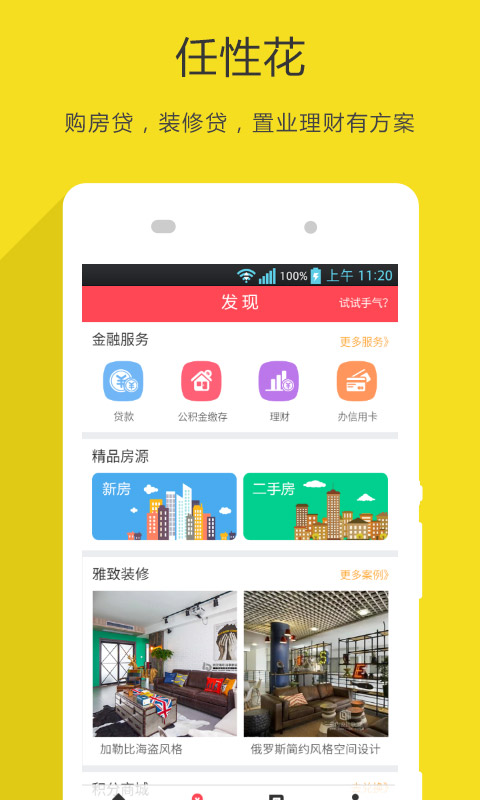 任性花
购房贷，装修贷，置业理财有方案
100% 上午 11:20
发现
试试手气?
金融服务
更多服务》
贷款
公积金缴存
理财
办信用卡
精品房源
新房
二手房
雅致装修
更多案例》
加勒比海盗风格
俄罗斯简约风格空间设计
积分商城